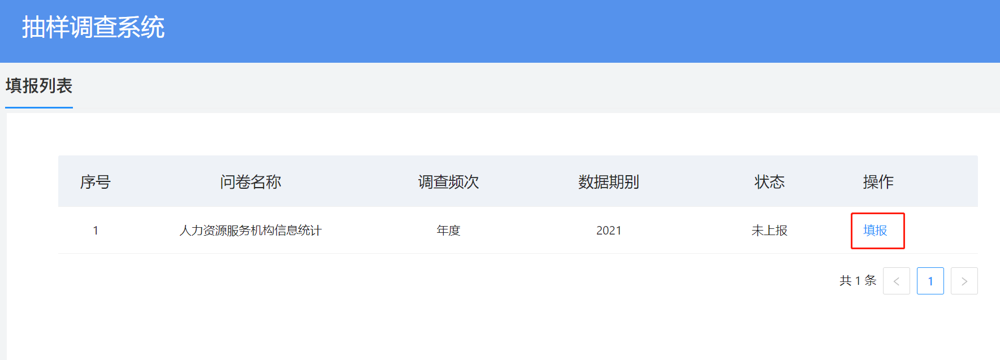 抽样调查系统
填报列表
序号 问卷名称 调查频次 数据期别 状态 操作
1 人力资源服务机构信息统计 年度 2021 未上报 填报
共 1 条 < 1 >